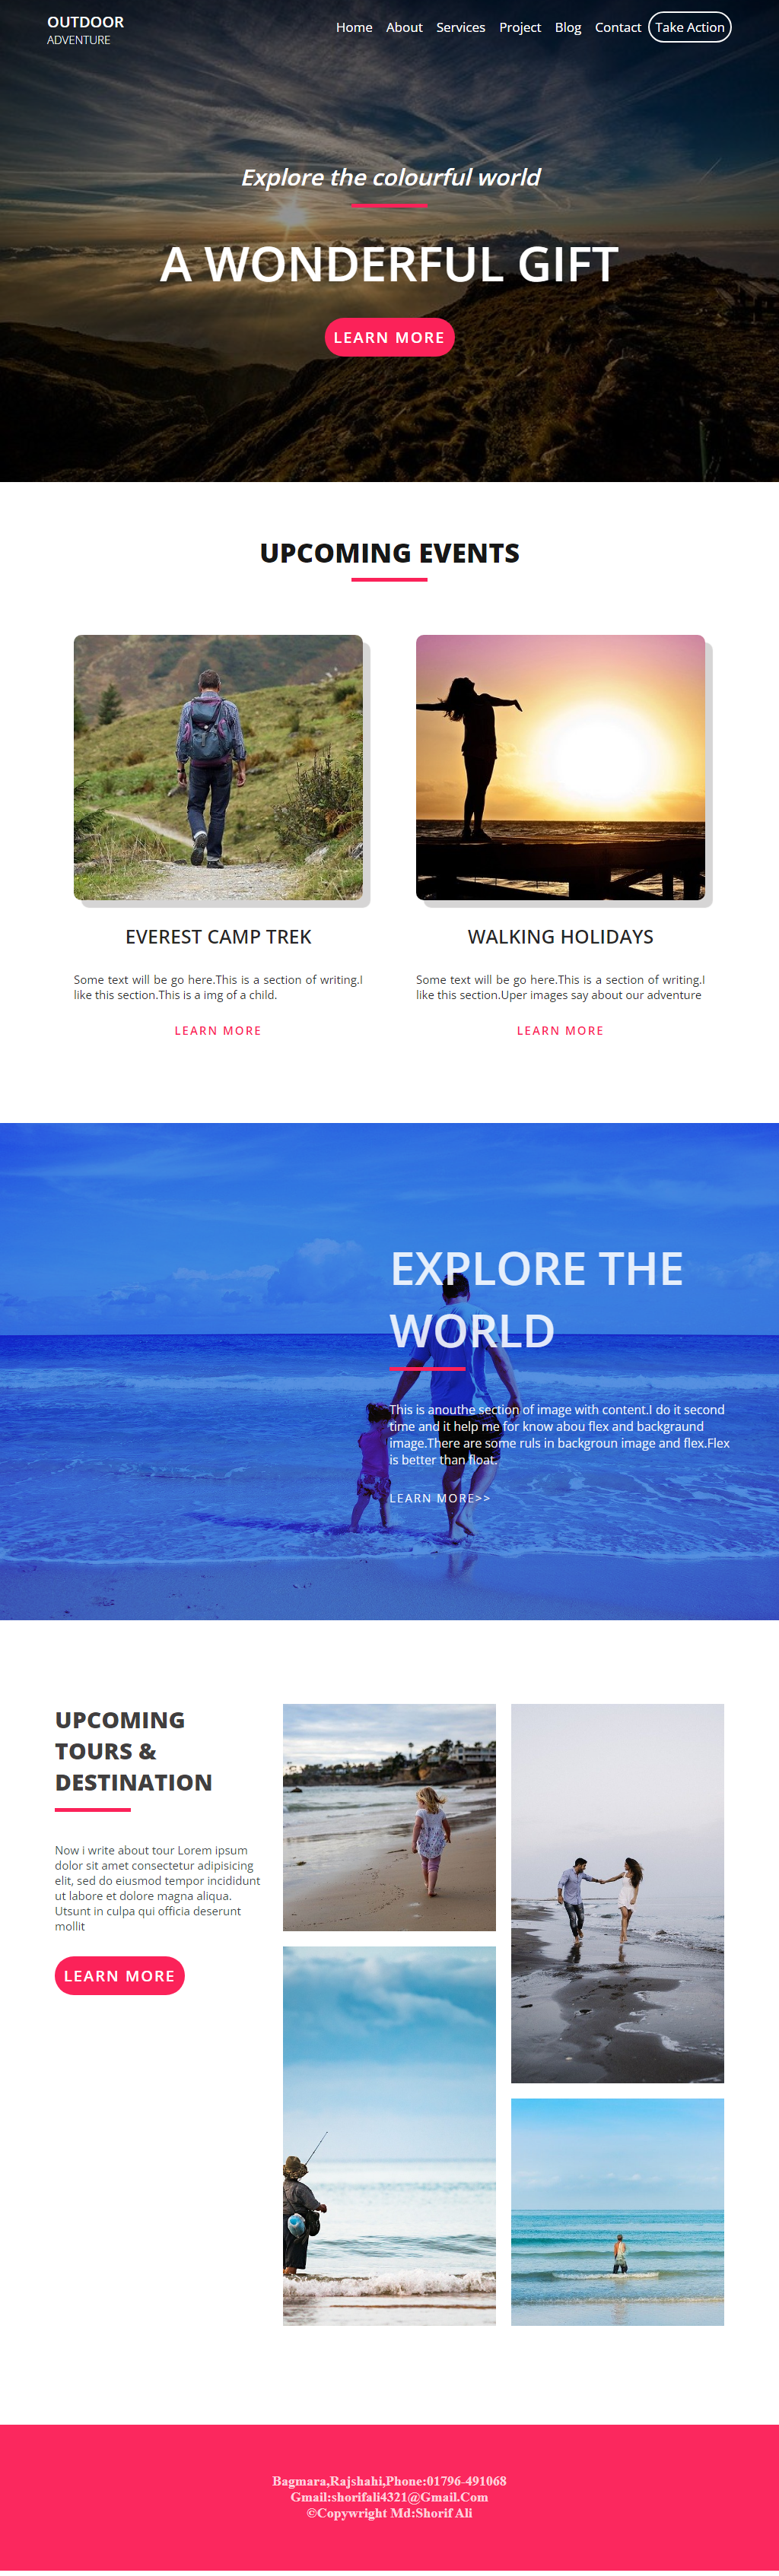 OUTDOOR
ADVENTURE
Home About Services Project Blog Contact Take Action
Explore the colourful world
A WONDERFUL GIFT
LEARN MORE
UPCOMING EVENTS
EVEREST CAMP TREK
Some text will be go here.This is a section of writing.I
like this section.This is a img of a child.
LEARN MORE
WALKING HOLIDAYS
Some text will be go here.This is a section of writing.I
like this section.Uper images say about our adventure
LEARN MORE
EXPLORE THE
WORLD
This is anouthe section of image with content.I do it second
time and it help me for know abou flex and backgraund
image.There are some ruls in backgroun image and flex.Flex
is better than float.
LEARN MORE>>
UPCOMING
TOURS &
DESTINATION
Now i write about tour Lorem ipsum
dolor sit amet consectetur adipisicing
elit, sed do eiusmod tempor incididunt
ut labore et dolore magna aliqua.
Utsunt in culpa qui officia deserunt
mollit
LEARN MORE
Bagmara,Rajshahi,Phone:01796-491068
Gmail:shorifali4321@Gmail.Com
©Copywright Md:Shorif Ali